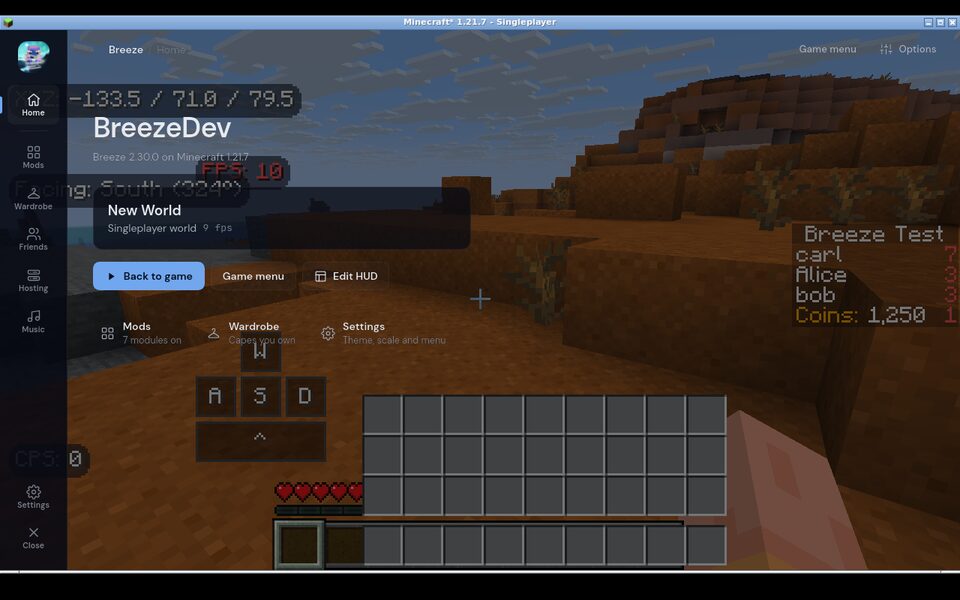 Minecraft* 1.21.7 - Singleplayer
Breeze Home
Game menu
Options
-133.5 / 71.0 / 79.5
Home
BreezeDev
Breeze 2.30.0 on Minecraft 1.21.7
FPS: 10
Mods
Facing: South (324°)
Wardrobe
New World
Singleplayer world 9 fps
Friends
Breeze Test
carl 7
Alice 3
bob 3
Coins: 1,250 1
Back to game
Game menu
Edit HUD
Hosting
Music
Mods
7 modules on
Wardrobe
Capes you own
Settings
Theme, scale and menu
W
A
S
D
^
CPS: 0
Settings
Close